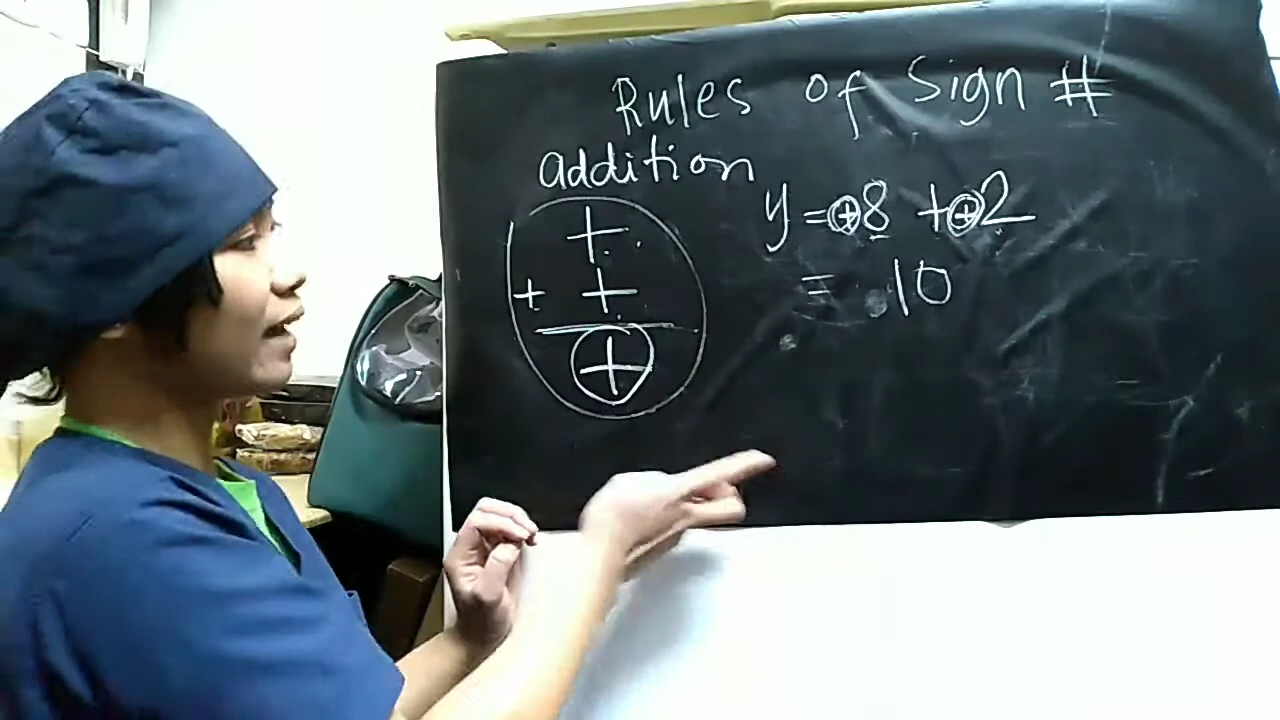 Rules of Sign #
addition
+
+ +
+
y = +8 + +2
= 10